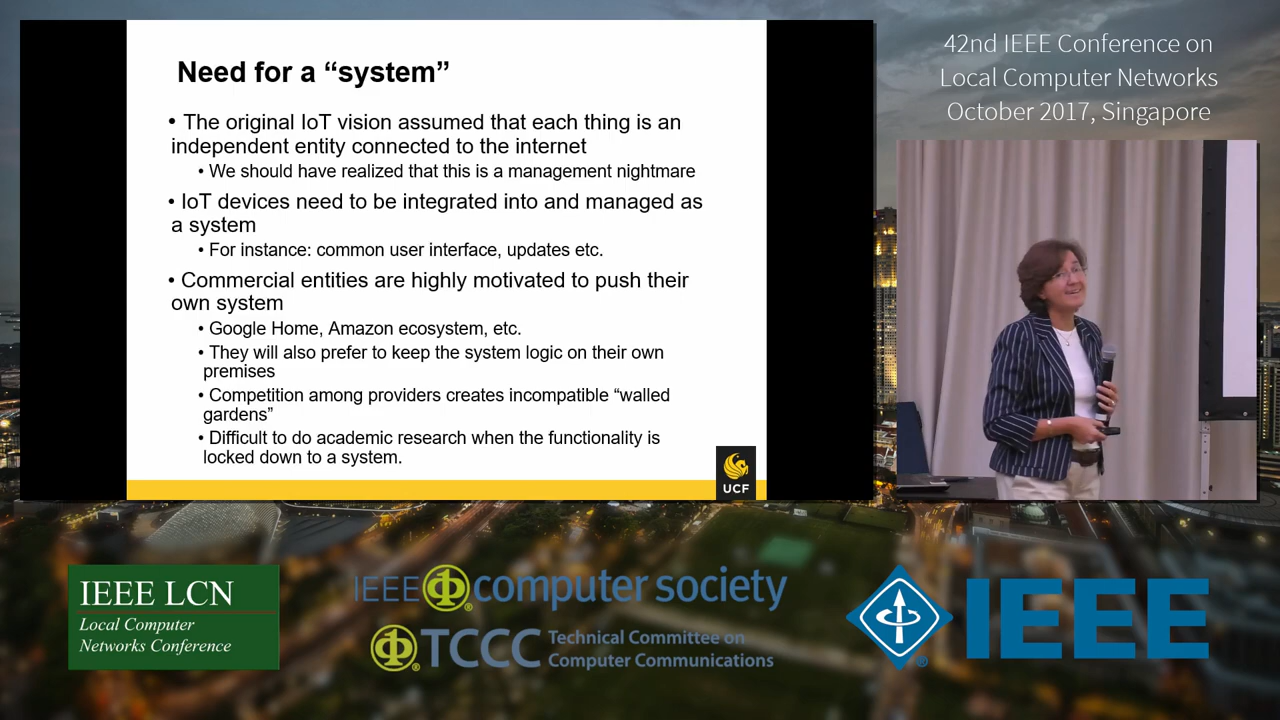 Need for a “system”
• The original IoT vision assumed that each thing is an
independent entity connected to the internet
• We should have realized that this is a management nightmare
• IoT devices need to be integrated into and managed as
a system
• For instance: common user interface, updates etc.
• Commercial entities are highly motivated to push their
own system
• Google Home, Amazon ecosystem, etc.
• They will also prefer to keep the system logic on their own
premises
• Competition among providers creates incompatible “walled
gardens”
• Difficult to do academic research when the functionality is
locked down to a system.
UCF
42nd IEEE Conference on
Local Computer Networks
October 2017, Singapore
IEEE LCN
Local Computer
Networks Conference
IEEE computer society
TCCC Technical Committee on
Computer Communications
IEEE